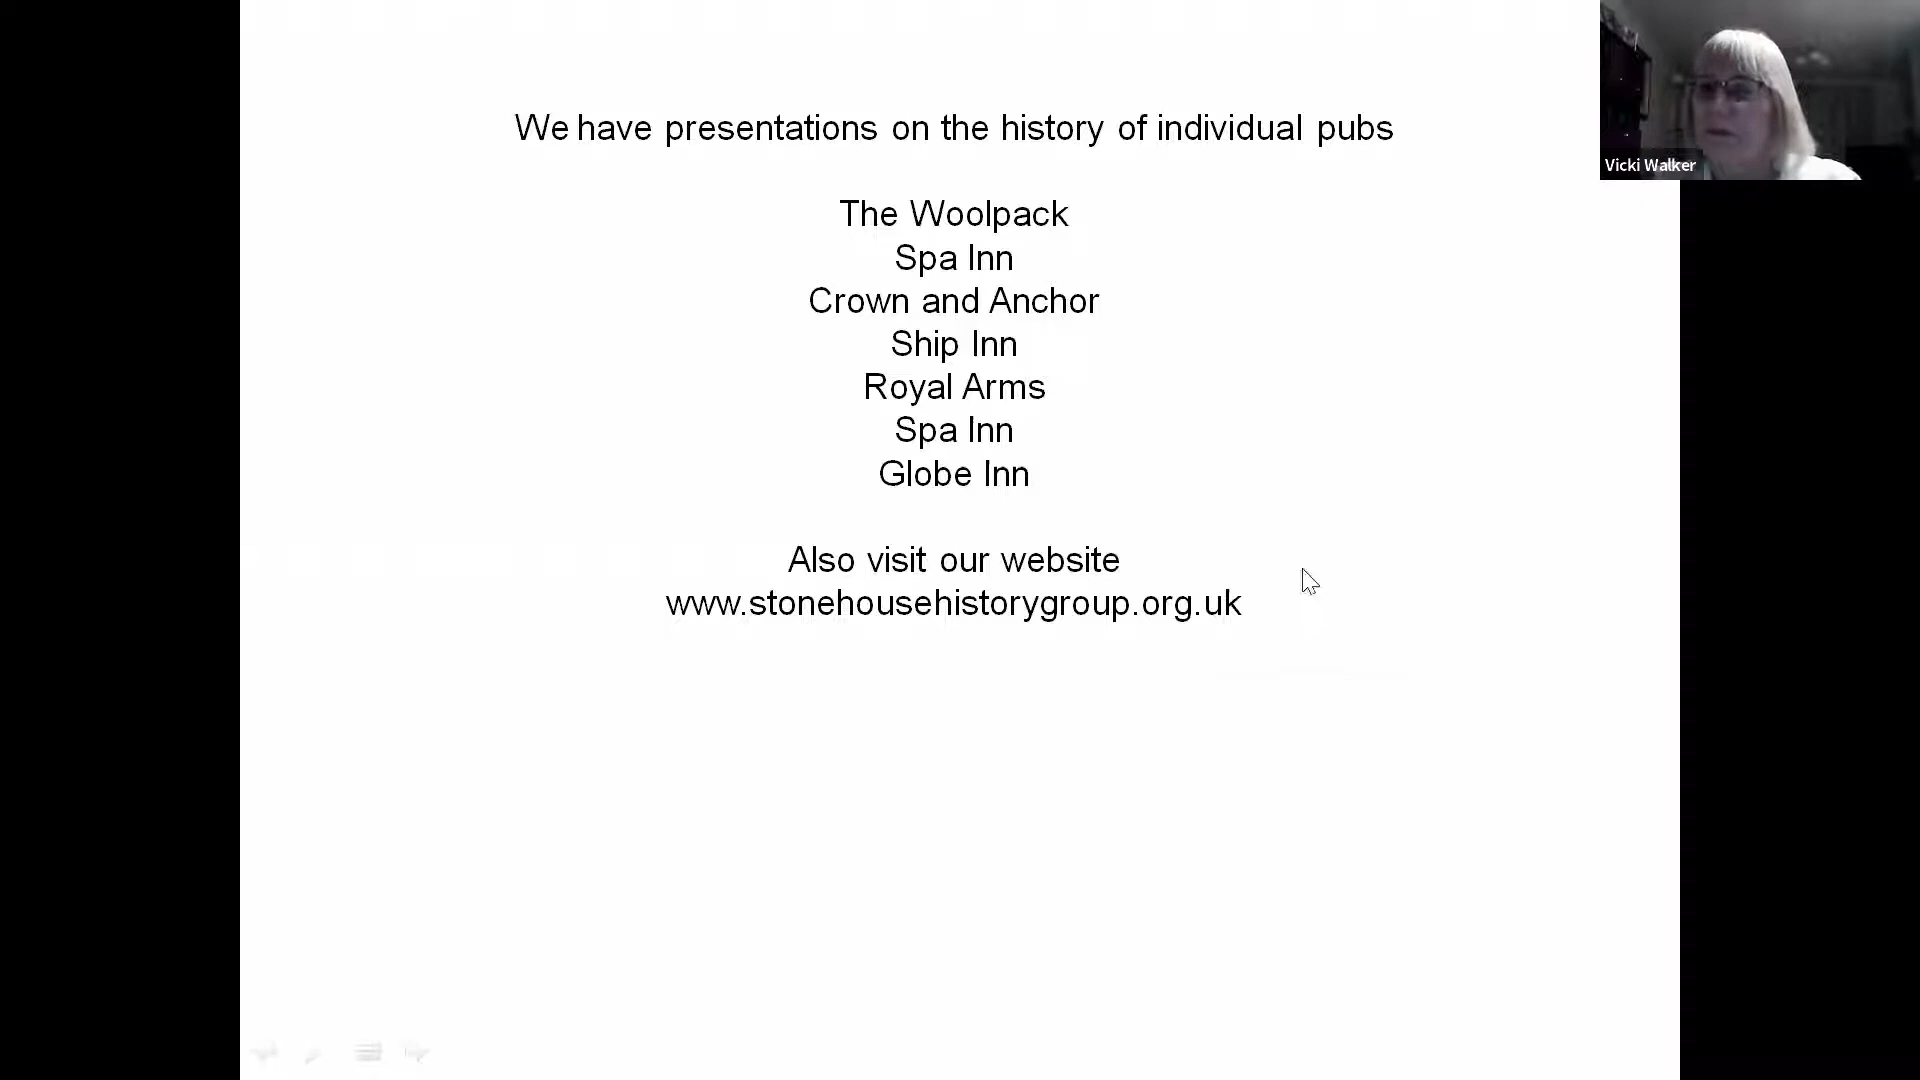 We have presentations on the history of individual pubs
The Woolpack
Spa Inn
Crown and Anchor
Ship Inn
Royal Arms
Spa Inn
Globe Inn
Also visit our website
www.stonehousehistorygroup.org.uk
Vicki Walker